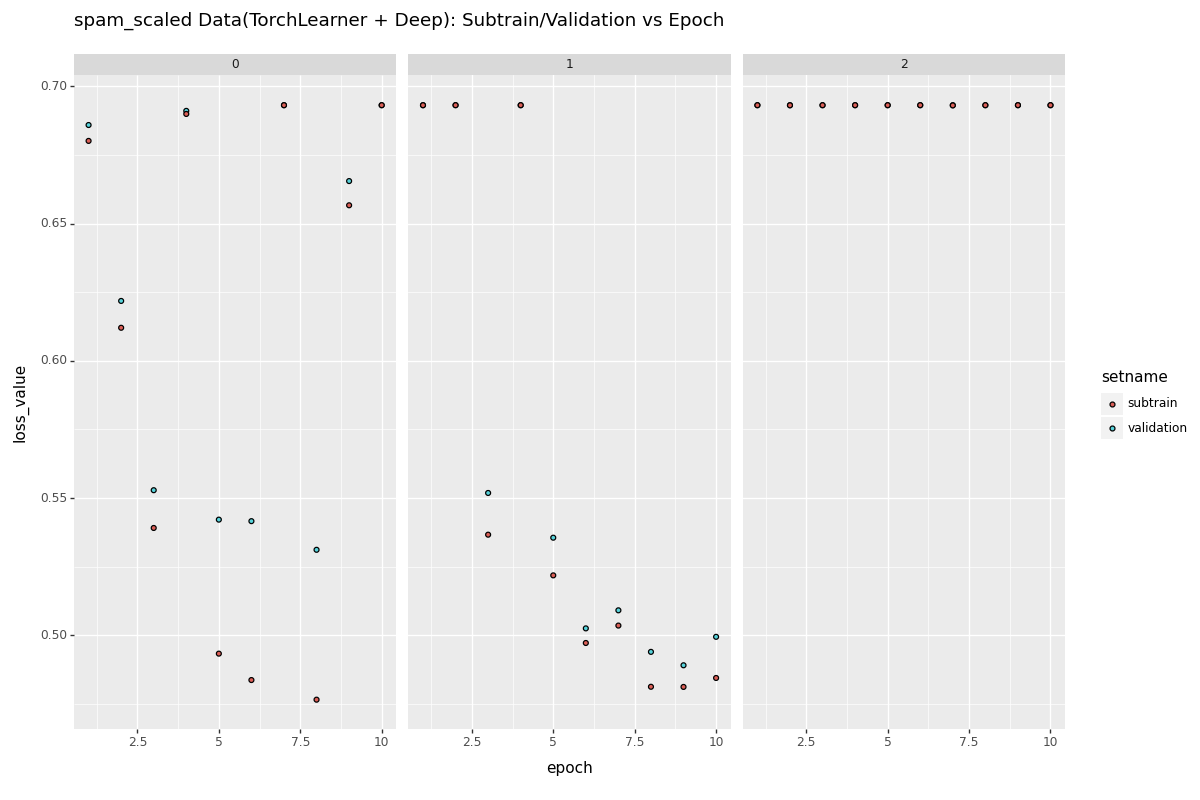 spam_scaled Data(TorchLearner + Deep): Subtrain/Validation vs Epoch
0 1 2
0.70
0.65
0.60
0.55
0.50
loss_value
2.5 5 7.5 10 2.5 5 7.5 10 2.5 5 7.5 10
epoch
setname
subtrain
validation